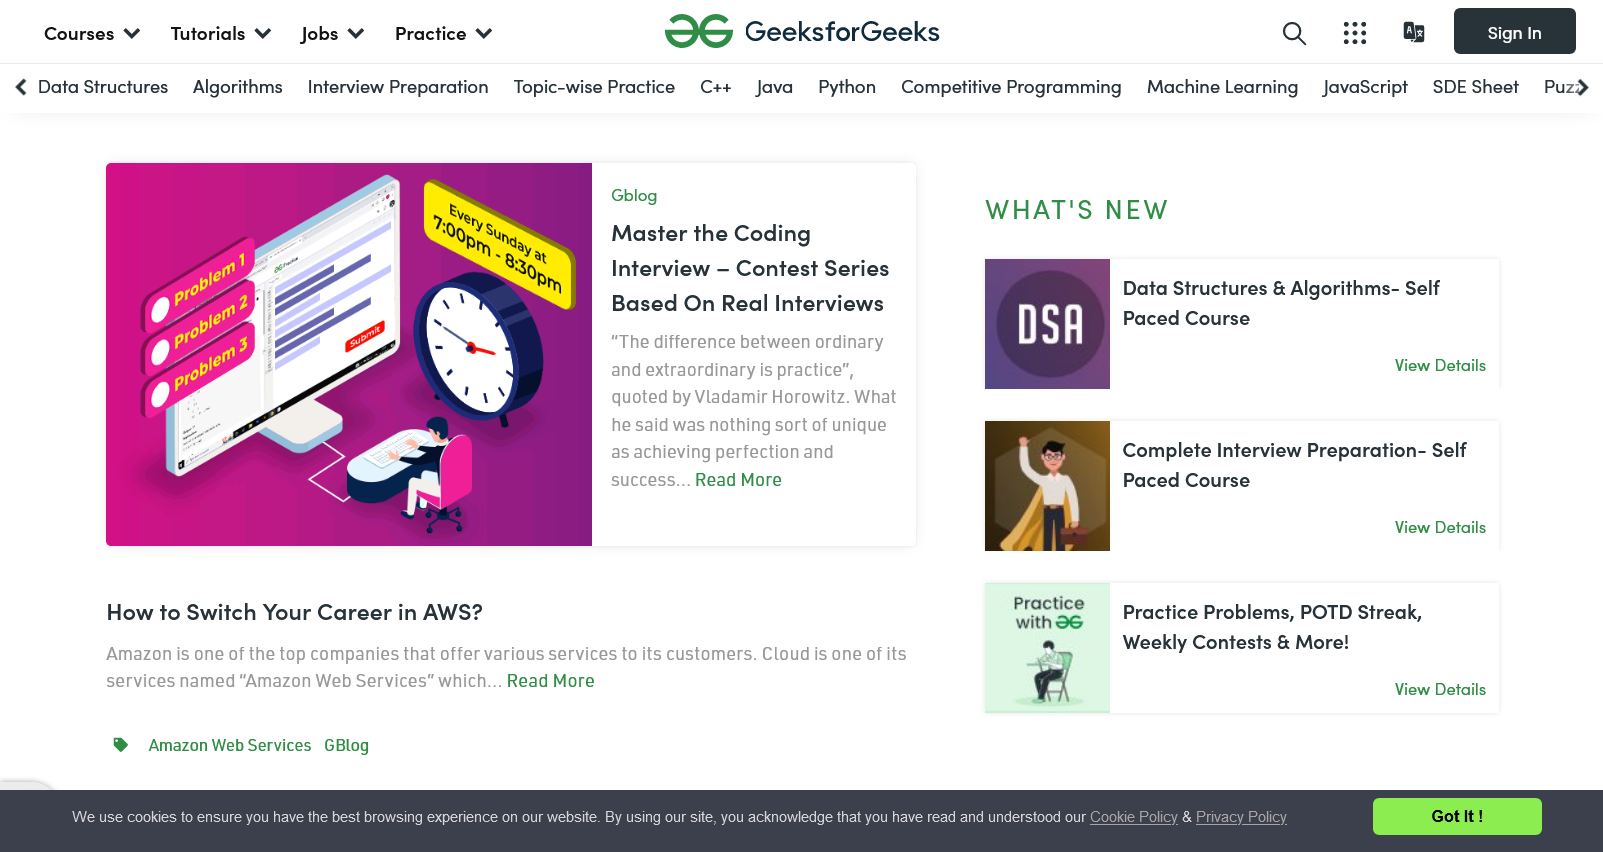 Courses Tutorials Jobs Practice GeeksforGeeks Sign In
Data Structures Algorithms Interview Preparation Topic-wise Practice C++ Java Python Competitive Programming Machine Learning JavaScript SDE Sheet
Every Sunday at
7:00pm - 8:30pm
Problem 1
Problem 2
Problem 3
Practice
Submit
Gblog
Master the Coding
Interview – Contest Series
Based On Real Interviews
“The difference between ordinary
and extraordinary is practice”,
quoted by Vladamir Horowitz. What
he said was nothing sort of unique
as achieving perfection and
success... Read More
How to Switch Your Career in AWS?
Amazon is one of the top companies that offer various services to its customers. Cloud is one of its
services named “Amazon Web Services” which... Read More
Amazon Web Services GBlog
WHAT'S NEW
DSA
Data Structures & Algorithms- Self
Paced Course
View Details
Complete Interview Preparation- Self
Paced Course
View Details
Practice
with
Practice Problems, POTD Streak,
Weekly Contests & More!
View Details
We use cookies to ensure you have the best browsing experience on our website. By using our site, you acknowledge that you have read and understood our Cookie Policy & Privacy Policy
Got It !